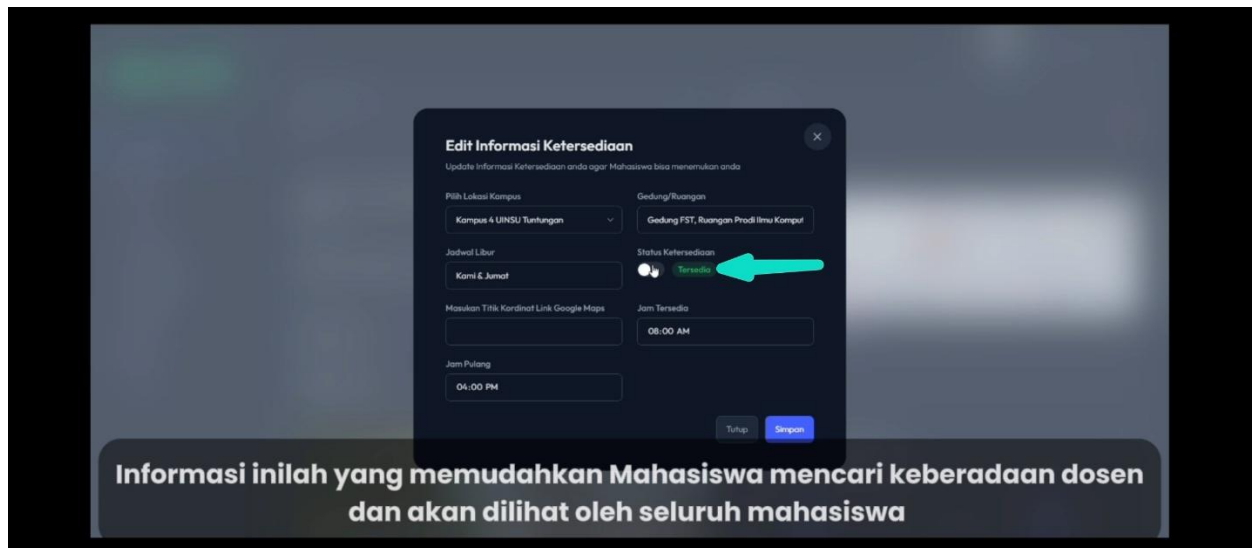 Edit Informasi Ketersediaan
Update Informasi Ketersediaan anda agar Mahasiswa bisa menemukan anda
Pilih Lokasi Kampus
Gedung/Ruangan
Kampus 4 UINSU Tuntungan
Gedung FST, Ruangan Prodi Ilmu Komput
Jadwal Libur
Status Ketersediaan
Kami & Jumat
Tersedia
Masukan Titik Kordinat Link Google Maps
Jam Tersedia
08:00 AM
Jam Pulang
04:00 PM
Tutup
Simpan
Informasi inilah yang memudahkan Mahasiswa mencari keberadaan dosen
dan akan dilihat oleh seluruh mahasiswa